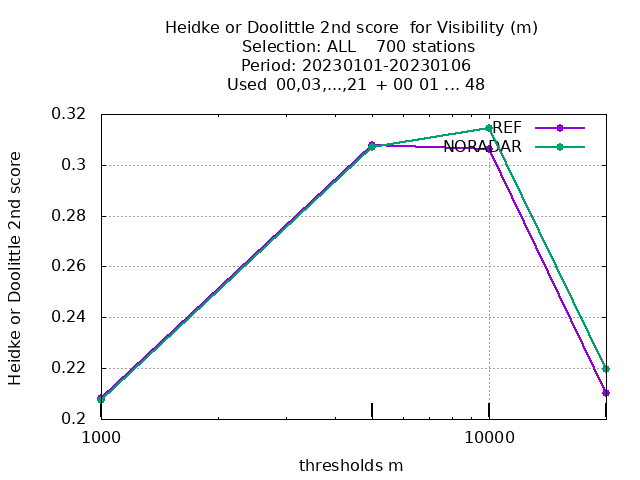 Heidke or Doolittle 2nd score  for Visibility (m)
Selection: ALL    700 stations
Period: 20230101-20230106
Used  00,03,...,21  + 00 01 ... 48
Heidke or Doolittle 2nd score
0.32
0.3
0.28
0.26
0.24
0.22
0.2
REF
NORADAR
1000
10000
thresholds m